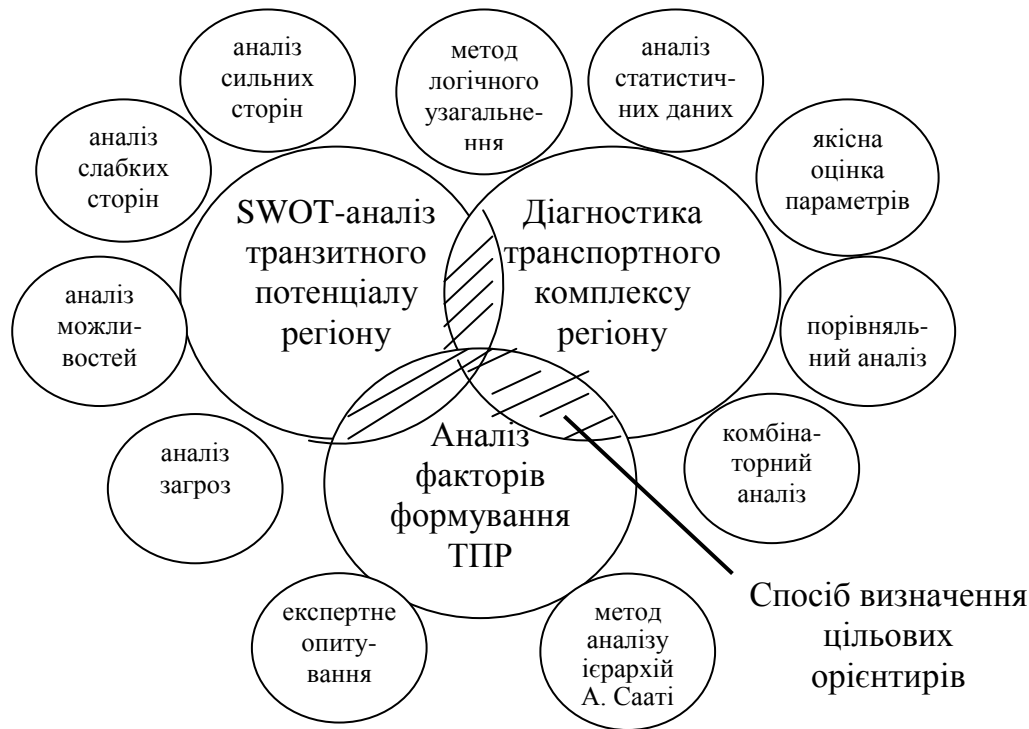 аналіз
сильних
сторін
метод
логічного
узагальне-
ння
аналіз
статистич-
них даних
аналіз
слабких
сторін
якісна
оцінка
параметрів
SWOT-аналіз
транзитного
потенціалу
регіону
Діагностика
транспортного
комплексу
регіону
аналіз
можли-
востей
порівняль-
ний аналіз
аналіз
загроз
Аналіз
факторів
формування
ТПР
комбіна-
торний
аналіз
експертне
опиту-
вання
метод
аналізу
ієрархій
А. Сааті
Спосіб визначення
цільових
орієнтирів